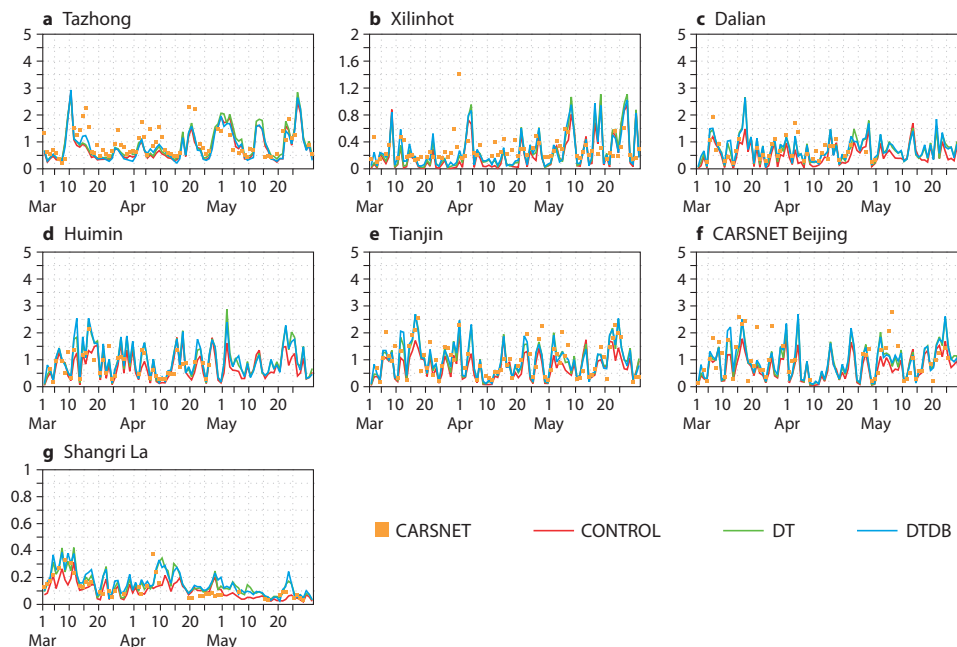 a Tazhong
5
4
3
2
1
0
1 10 20 1 10 20 1 10 20
Mar Apr May
b Xilinhot
2
1.6
1.2
0.8
0.4
0
1 10 20 1 10 20 1 10 20
Mar Apr May
c Dalian
5
4
3
2
1
0
1 10 20 1 10 20 1 10 20
Mar Apr May
d Huimin
5
4
3
2
1
0
1 10 20 1 10 20 1 10 20
Mar Apr May
e Tianjin
5
4
3
2
1
0
1 10 20 1 10 20 1 10 20
Mar Apr May
f CARSNET Beijing
5
4
3
2
1
0
1 10 20 1 10 20 1 10 20
Mar Apr May
g Shangri La
1
0.8
0.6
0.4
0.2
0
1 10 20 1 10 20 1 10 20
Mar Apr May
CARSNET CONTROL DT DTDB